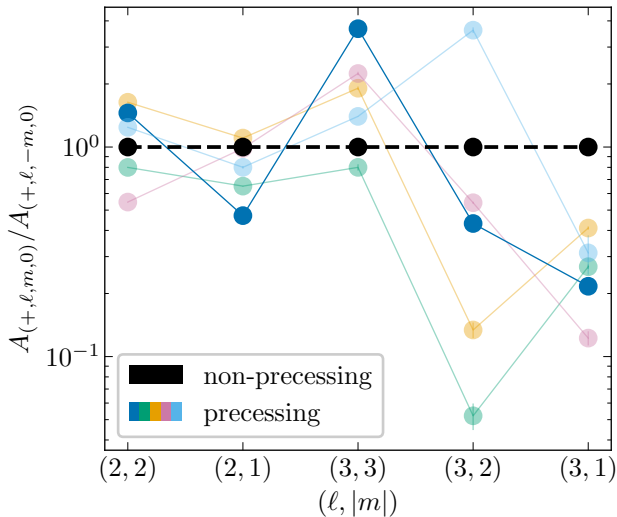 A_{(+,ℓ,m,0)}/A_{(+,ℓ,−m,0)}
10^0
10^{−1}
non-precessing
precessing
(2, 2) (2, 1) (3, 3) (3, 2) (3, 1)
(ℓ, |m|)